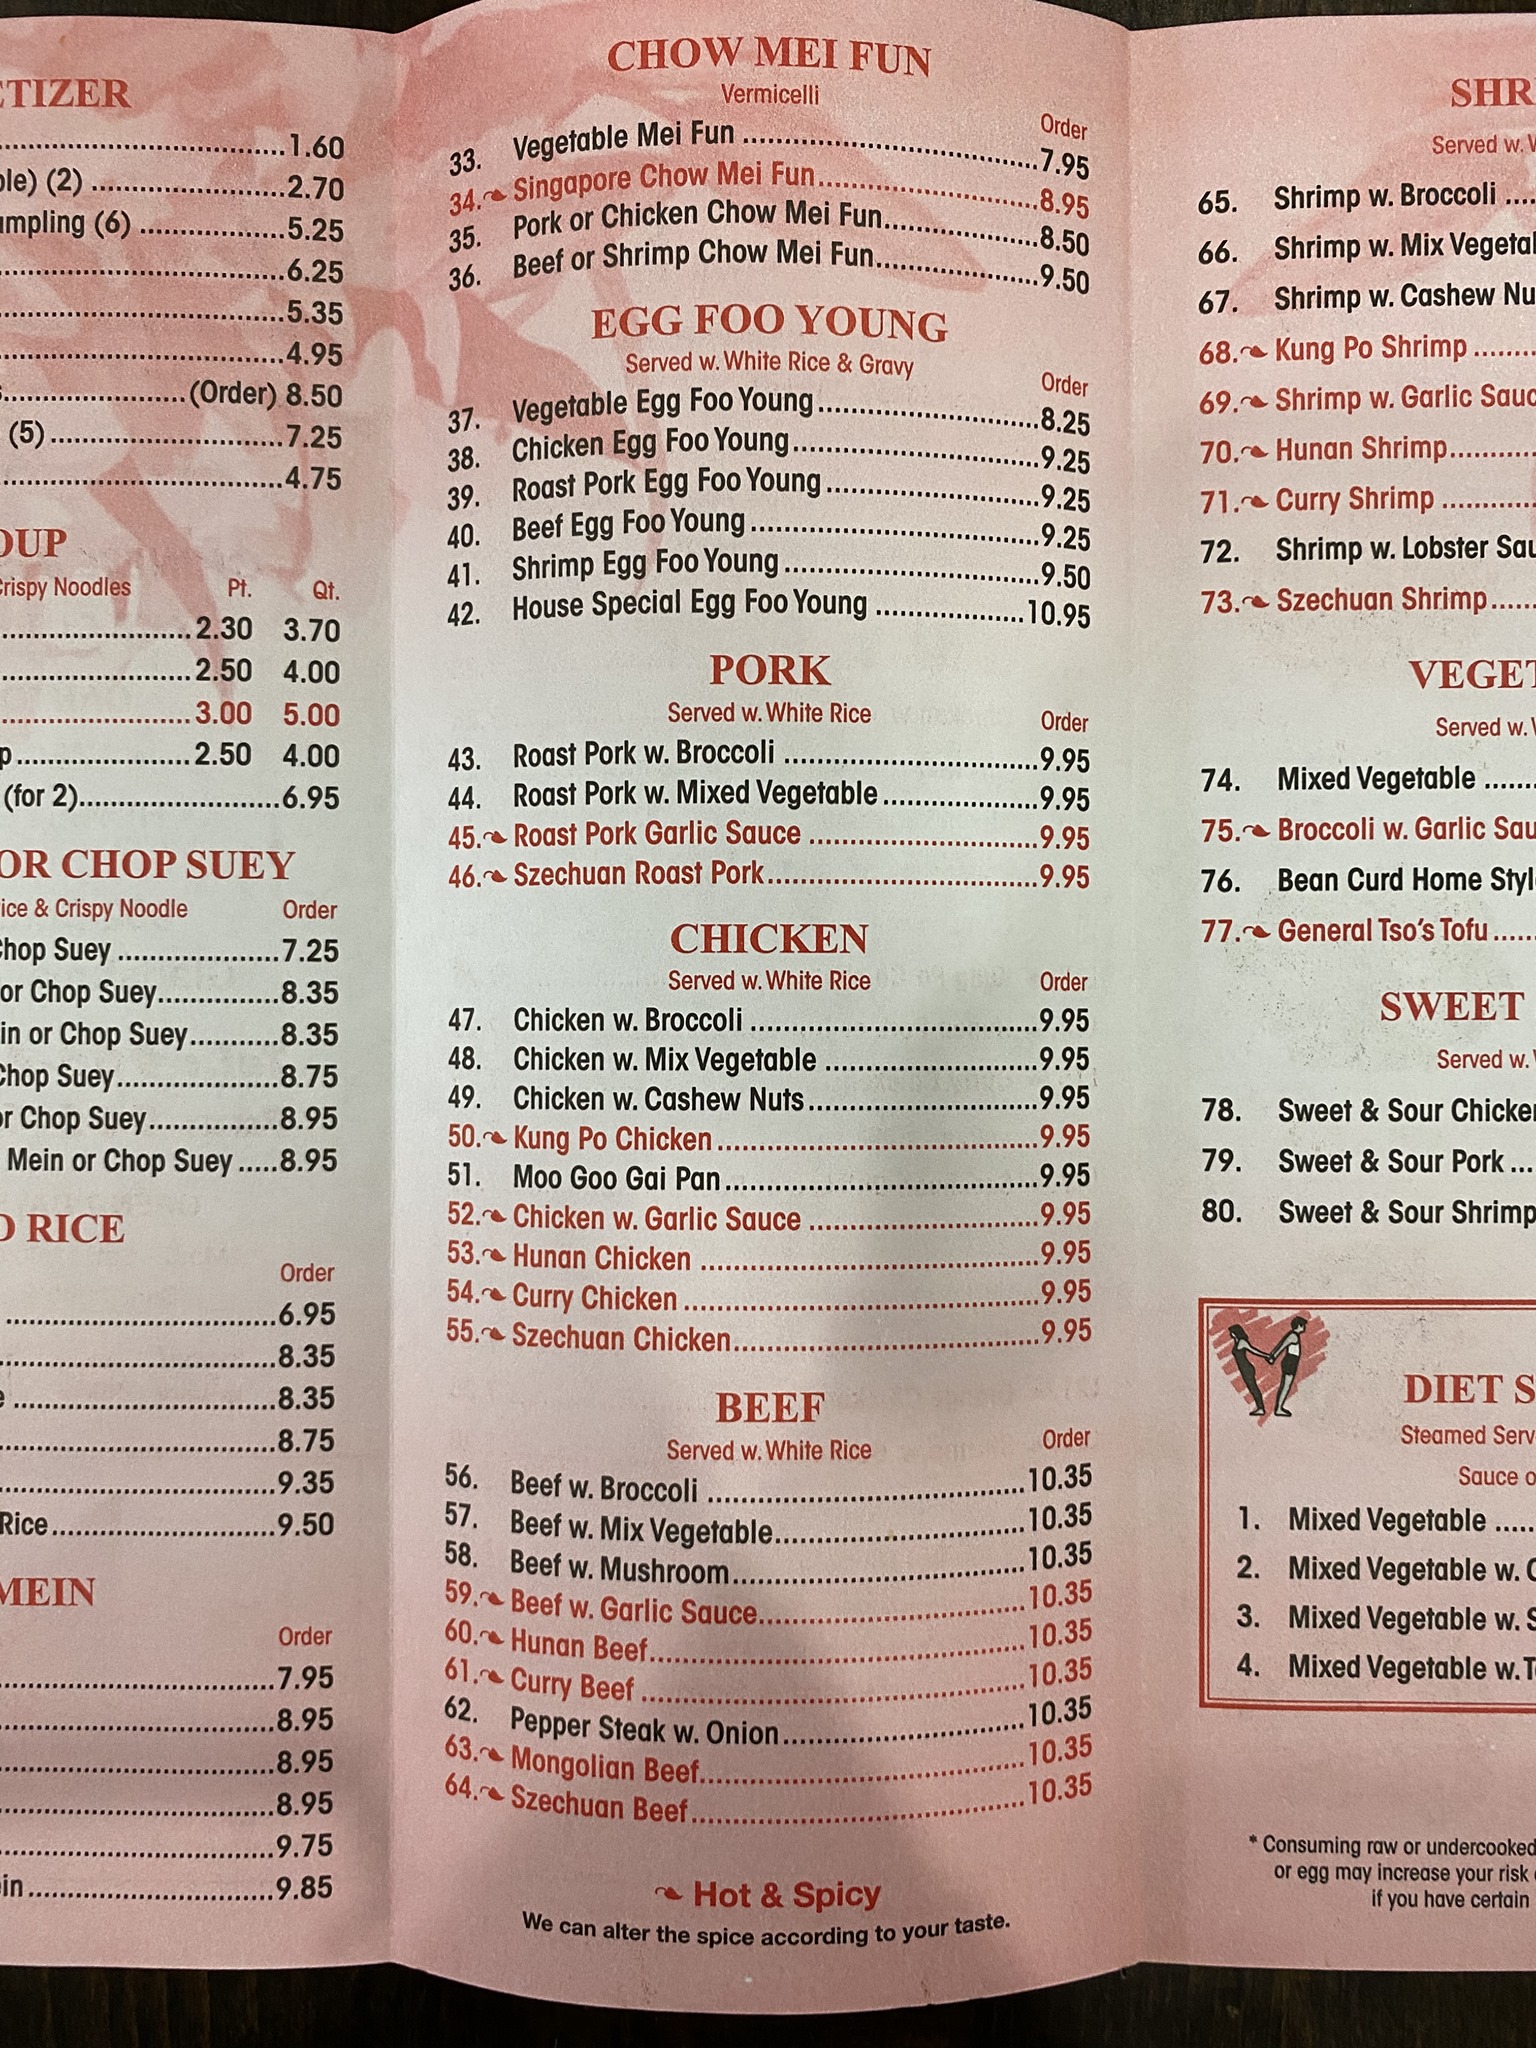 ETIZER
1.60
(2) 2.70
(6) 5.25
6.25
5.35
4.95
(Order) 8.50
(5) 7.25
4.75
OUP
Crispy Noodles Pt. Qt.
2.30 3.70
2.50 4.00
3.00 5.00
2.50 4.00
(for 2) 6.95
OR CHOP SUEY
& Crispy Noodle Order
Chop Suey 7.25
or Chop Suey 8.35
or Chop Suey 8.35
Chop Suey 8.75
or Chop Suey 8.95
Mein or Chop Suey 8.95
RICE
Order
6.95
8.35
8.35
8.75
9.35
Rice 9.50
MEIN
Order
7.95
8.95
8.95
8.95
9.75
9.85
CHOW MEI FUN
Vermicelli
Order
33. Vegetable Mei Fun 7.95
34. Singapore Chow Mei Fun 8.95
35. Pork or Chicken Chow Mei Fun 8.50
36. Beef or Shrimp Chow Mei Fun 9.50
EGG FOO YOUNG
Served w. White Rice & Gravy
Order
37. Vegetable Egg Foo Young 8.25
38. Chicken Egg Foo Young 9.25
39. Roast Pork Egg Foo Young 9.25
40. Beef Egg Foo Young 9.25
41. Shrimp Egg Foo Young 9.50
42. House Special Egg Foo Young 10.95
PORK
Served w. White Rice Order
43. Roast Pork w. Broccoli 9.95
44. Roast Pork w. Mixed Vegetable 9.95
45. Roast Pork Garlic Sauce 9.95
46. Szechuan Roast Pork 9.95
CHICKEN
Served w. White Rice Order
47. Chicken w. Broccoli 9.95
48. Chicken w. Mix Vegetable 9.95
49. Chicken w. Cashew Nuts 9.95
50. Kung Po Chicken 9.95
51. Moo Goo Gai Pan 9.95
52. Chicken w. Garlic Sauce 9.95
53. Hunan Chicken 9.95
54. Curry Chicken 9.95
55. Szechuan Chicken 9.95
BEEF
Served w. White Rice Order
56. Beef w. Broccoli 10.35
57. Beef w. Mix Vegetable 10.35
58. Beef w. Mushroom 10.35
59. Beef w. Garlic Sauce 10.35
60. Hunan Beef 10.35
61. Curry Beef 10.35
62. Pepper Steak w. Onion 10.35
63. Mongolian Beef 10.35
64. Szechuan Beef 10.35
Hot & Spicy
We can alter the spice according to your taste.
SHR
Served w.
65. Shrimp w. Broccoli
66. Shrimp w. Mix Vegetal
67. Shrimp w. Cashew Nu
68. Kung Po Shrimp
69. Shrimp w. Garlic Sauc
70. Hunan Shrimp
71. Curry Shrimp
72. Shrimp w. Lobster Sau
73. Szechuan Shrimp
VEGET
Served w.
74. Mixed Vegetable
75. Broccoli w. Garlic Sau
76. Bean Curd Home Styl
77. General Tso's Tofu
SWEET
Served w.
78. Sweet & Sour Chicken
79. Sweet & Sour Pork
80. Sweet & Sour Shrimp
DIET S
Steamed Serv
Sauce o
1. Mixed Vegetable
2. Mixed Vegetable w.
3. Mixed Vegetable w. S
4. Mixed Vegetable w. T
* Consuming raw or undercooked
or egg may increase your risk
if you have certain